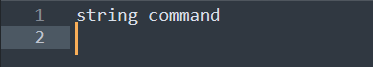 1 string command
2